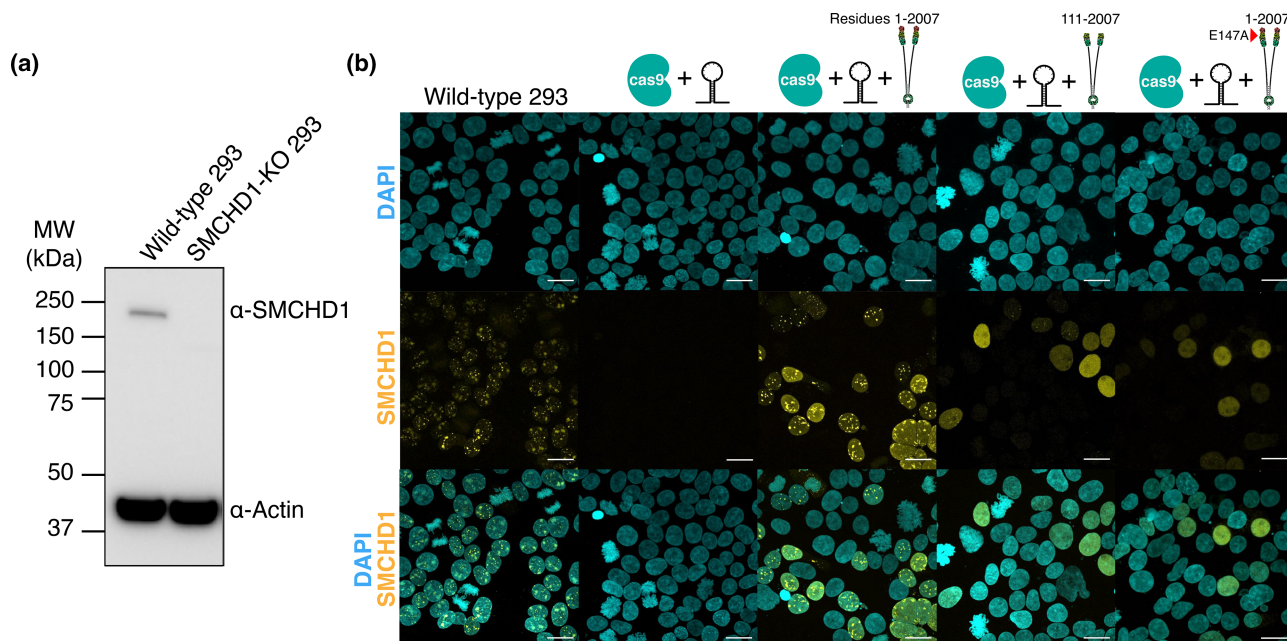 (a)
(b)
Residues 1-2007
111-2007
1-2007
E147A
cas9
+
cas9
+
+
cas9
+
+
cas9
+
+
Wild-type 293
Wild-type 293
SMCHD1-KO 293
MW
(kDa)
250
150
100
75
50
37
α-SMCHD1
α-Actin
DAPI
SMCHD1
DAPI
SMCHD1